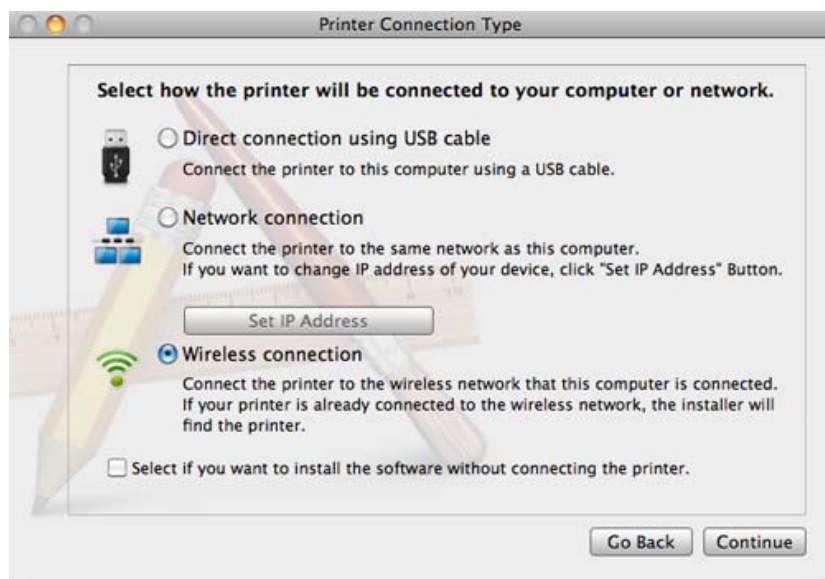 Printer Connection Type
Select how the printer will be connected to your computer or network.
Direct connection using USB cable
Connect the printer to this computer using a USB cable.
Network connection
Connect the printer to the same network as this computer.
If you want to change IP address of your device, click "Set IP Address" Button.
Set IP Address
Wireless connection
Connect the printer to the wireless network that this computer is connected.
If your printer is already connected to the wireless network, the installer will
find the printer.
Select if you want to install the software without connecting the printer.
Go Back
Continue